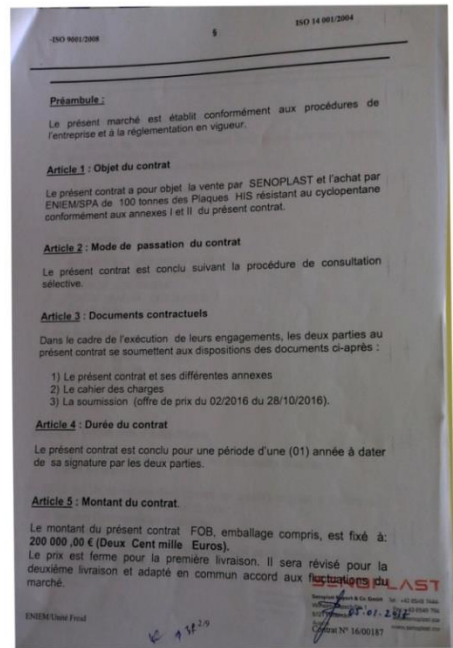 ISO 9001/2008
ISO 14 001/2004
Préambule :
Le présent marché est établit conformément aux procédures de
l'entreprise et à la réglementation en vigueur.
Article 1 : Objet du contrat
Le présent contrat a pour objet la vente par SENOPLAST et l'achat par
ENIEM/SPA de 100 tonnes des Plaques HIS résistant au cyclopentane
conformément aux annexes I et II du présent contrat.
Article 2 : Mode de passation du contrat
Le présent contrat est conclu suivant la procédure de consultation
sélective.
Article 3 : Documents contractuels
Dans le cadre de l'exécution de leurs engagements, les deux parties au
présent contrat se soumettent aux dispositions des documents ci-après :
1) Le présent contrat et ses différentes annexes
2) Le cahier des charges
3) La soumission (offre de prix du 02/2016 du 28/10/2016).
Article 4 : Durée du contrat
Le présent contrat est conclu pour une période d'une (01) année à dater
de sa signature par les deux parties.
Article 5 : Montant du contrat.
Le montant du présent contrat FOB, emballage compris, est fixé à:
200 000 ,00 € (Deux Cent mille Euros).
Le prix est ferme pour la première livraison. Il sera révisé pour la
deuxième livraison et adapté en commun accord aux fluctuations du
marché.
SENOPLAST
ENIEM/Unité Froid
Contrat N° 16/00187